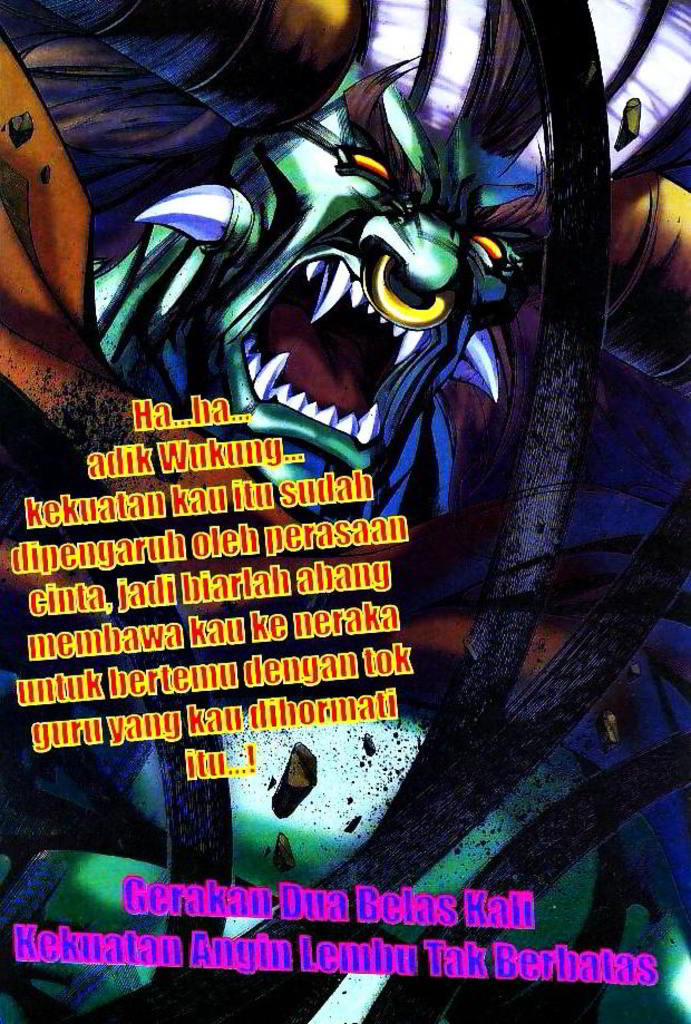 Ha...ha...
adik Wukung...
kekuatan kau itu sudah
dipengaruh oleh perasaan
cinta, jadi biarlah abang
membawa kau ke neraka
untuk bertemu dengan tok
guru yang kau dihormati
itu...!
Gerakan Dua Belas Kali
Kekuatan Angin Lembu Tak Berbatas